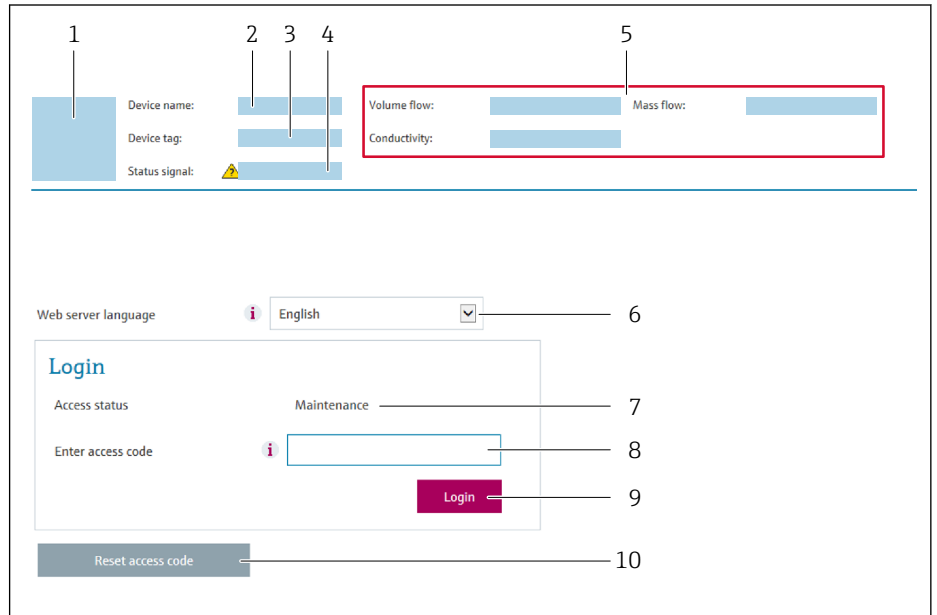 1 2 3 4 5
Device name: Volume flow: Mass flow:
Device tag: Conductivity:
Status signal: ?
Web server language i English 6
Login
Access status Maintenance 7
Enter access code i 8
Login 9
Reset access code 10